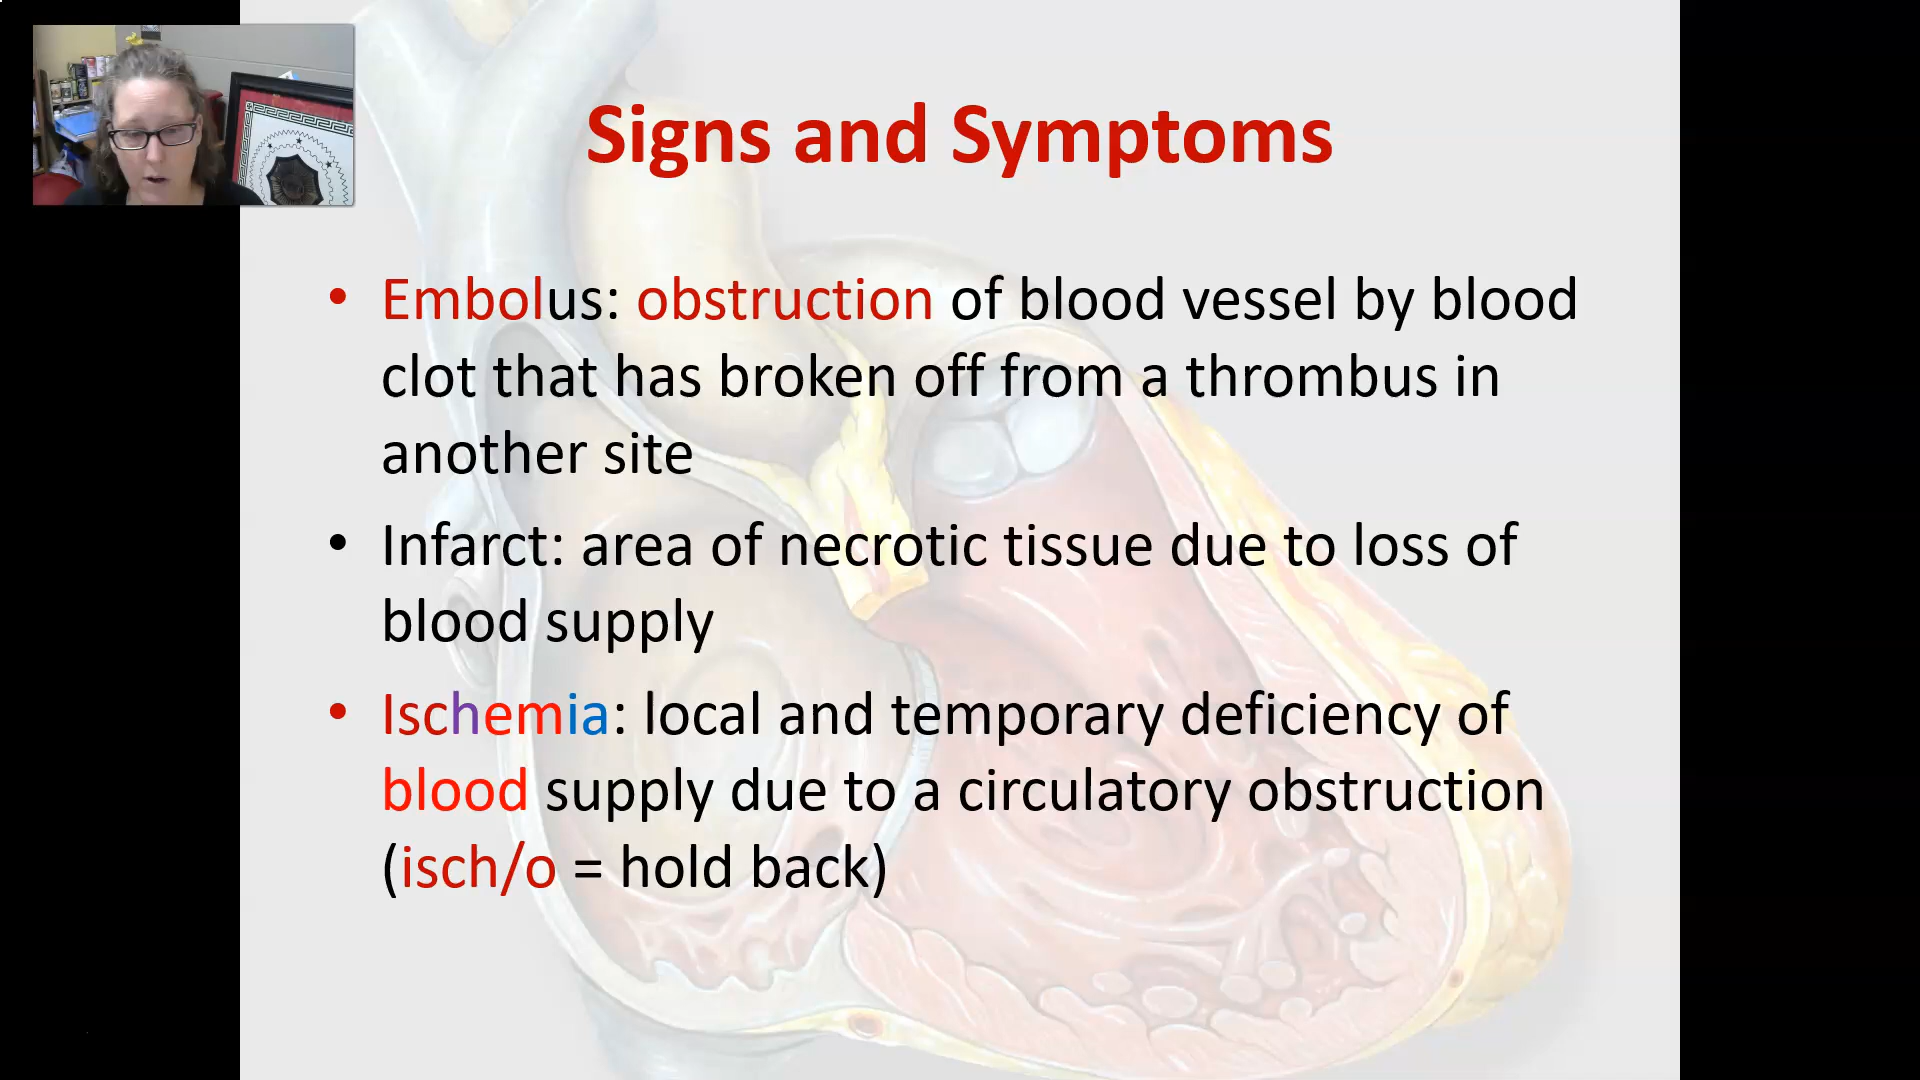 Signs and Symptoms
• Embolus: obstruction of blood vessel by blood
clot that has broken off from a thrombus in
another site
• Infarct: area of necrotic tissue due to loss of
blood supply
• Ischemia: local and temporary deficiency of
blood supply due to a circulatory obstruction
(isch/o = hold back)